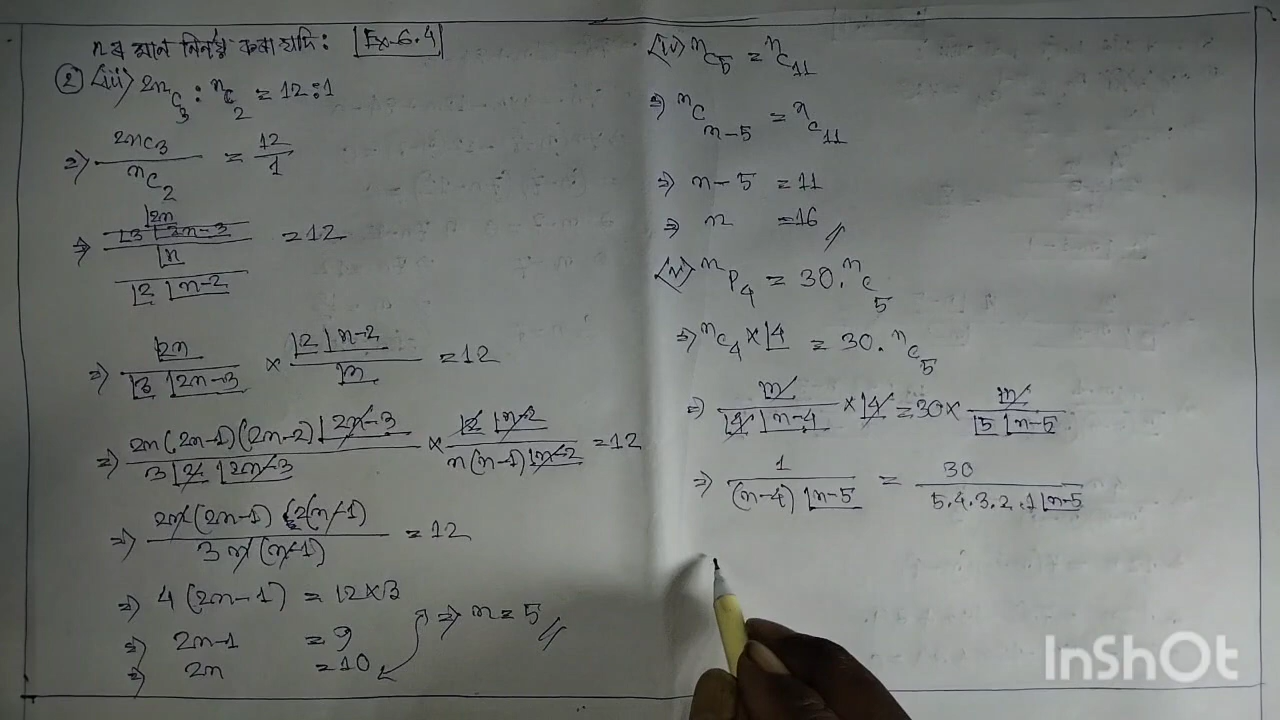 nৰ মান নিৰ্ণয় কৰা যদি: Ex-6.4
② (iii) 2nC3 : nC2 = 12:1
⇒ 2nC3 / nC2 = 12/1
⇒ (|2n / |3 |2n-3) / (|n / |2 |n-2) = 12
⇒ |2n / |3 |2n-3 × |2 |n-2 / |n = 12
⇒ 2n(2n-1)(2n-2)|2n-3 / 3|2 |2n-3 × |2 |n-2 / n(n-1)|n-2 = 12
⇒ 2n(2n-1) 2(n-1) / 3n(n-1) = 12
⇒ 4(2n-1) = 12×3
⇒ 2n-1 = 9
⇒ 2n = 10
⇒ n = 5 //
(iv) nC5 = nC11
⇒ nCn-5 = nC11
⇒ n-5 = 11
⇒ n = 16 //
(v) nP4 = 30.nC5
⇒ nC4 × |4 = 30.nC5
⇒ |n / |4 |n-4 × |4 = 30 × |n / |5 |n-5
⇒ 1 / (n-4) |n-5 = 30 / 5.4.3.2.1 |n-5
InShOt